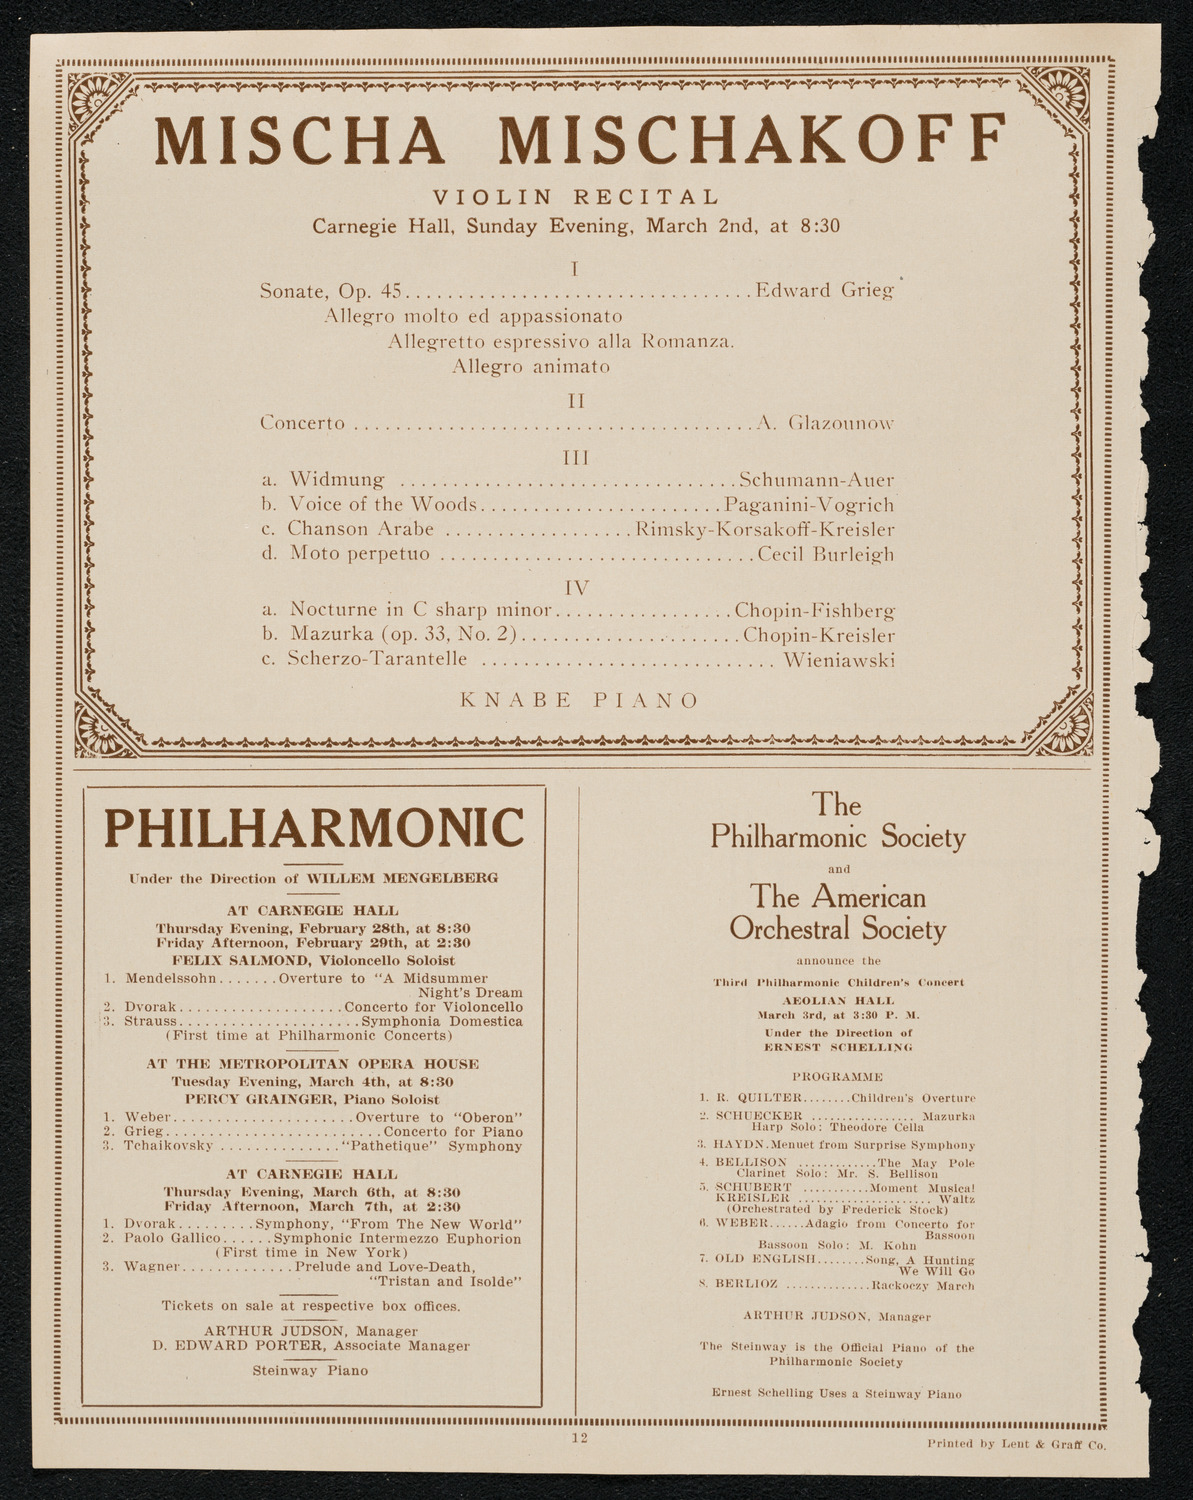 MISCHA MISCHAKOFF
VIOLIN RECITAL
Carnegie Hall, Sunday Evening, March 2nd, at 8:30
I
Sonate, Op. 45.................................Edward Grieg
Allegro molto ed appassionato
Allegretto espressivo alla Romanza.
Allegro animato
II
Concerto ......................................A. Glazounow
III
a. Widmung ................................Schumann-Auer
b. Voice of the Woods.......................Paganini-Vogrich
c. Chanson Arabe ..................Rimsky-Korsakoff-Kreisler
d. Moto perpetuo ..............................Cecil Burleigh
IV
a. Nocturne in C sharp minor.................Chopin-Fishberg
b. Mazurka (op. 33, No. 2).....................Chopin-Kreisler
c. Scherzo-Tarantelle ............................ Wieniawski
KNABE PIANO
PHILHARMONIC
Under the Direction of WILLEM MENGELBERG
AT CARNEGIE HALL
Thursday Evening, February 28th, at 8:30
Friday Afternoon, February 29th, at 2:30
FELIX SALMOND, Violoncello Soloist
1. Mendelssohn.......Overture to "A Midsummer
Night's Dream
2. Dvorak...................Concerto for Violoncello
3. Strauss.....................Symphonia Domestica
(First time at Philharmonic Concerts)
AT THE METROPOLITAN OPERA HOUSE
Tuesday Evening, March 4th, at 8:30
PERCY GRAINGER, Piano Soloist
1. Weber.....................Overture to "Oberon"
2. Grieg.........................Concerto for Piano
3. Tchaikovsky ..............."Pathetique" Symphony
AT CARNEGIE HALL
Thursday Evening, March 6th, at 8:30
Friday Afternoon, March 7th, at 2:30
1. Dvorak.........Symphony, "From The New World"
2. Paolo Gallico......Symphonic Intermezzo Euphorion
(First time in New York)
3. Wagner.............Prelude and Love-Death,
"Tristan and Isolde"
Tickets on sale at respective box offices.
ARTHUR JUDSON, Manager
D. EDWARD PORTER, Associate Manager
Steinway Piano
The
Philharmonic Society
and
The American
Orchestral Society
announce the
Third Philharmonic Children's Concert
AEOLIAN HALL
March 3rd, at 3:30 P. M.
Under the Direction of
ERNEST SCHELLING
PROGRAMME
1. R. QUILTER........Children's Overture
2. SCHUECKER ................ Mazurka
Harp Solo: Theodore Cella
3. HAYDN.Menuet from Surprise Symphony
4. BELLISON ............The May Pole
Clarinet Solo: Mr. S. Bellison
5. SCHUBERT ...........Moment Musical
KREISLER ..................... Waltz
(Orchestrated by Frederick Stock)
6. WEBER......Adagio from Concerto for
Bassoon
Bassoon Solo: M. Kohn
7. OLD ENGLISH........Song, A Hunting
We Will Go
8. BERLIOZ ..............Rackoczy March
ARTHUR JUDSON, Manager
The Steinway is the Official Piano of the
Philharmonic Society
Ernest Schelling Uses a Steinway Piano
12
Printed by Lent & Graff Co.